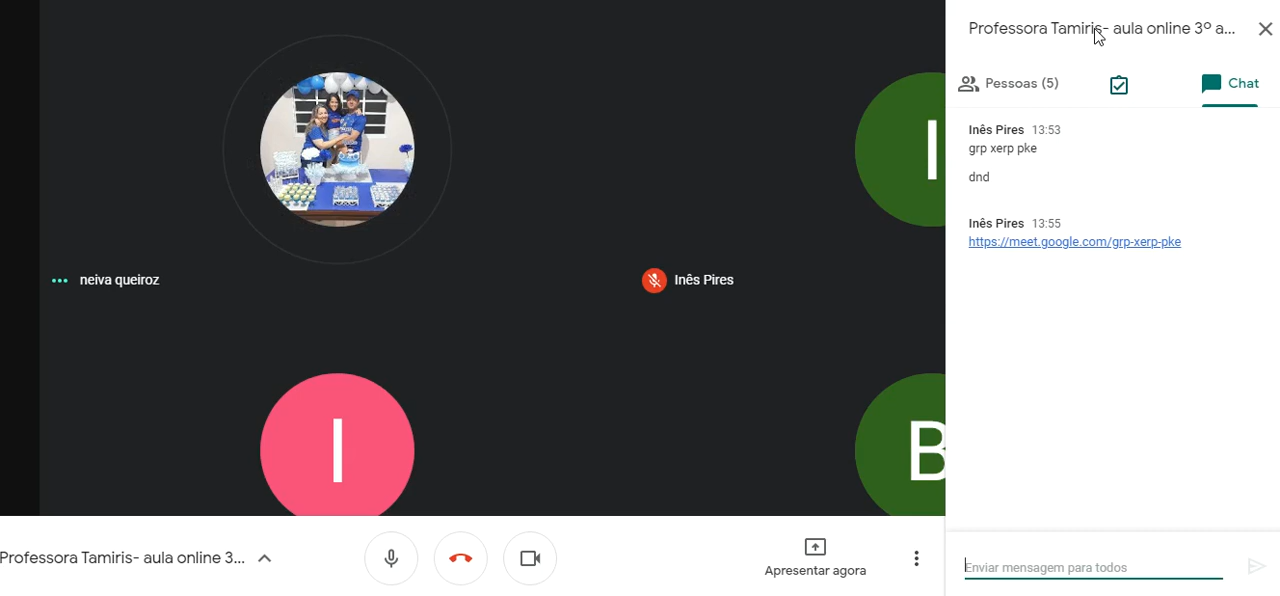 Professora Tamiris- aula online 3º a...
Pessoas (5)
Chat
Inês Pires 13:53
grp xerp pke
dnd
Inês Pires 13:55
https://meet.google.com/grp-xerp-pke
I
neiva queiroz
Inês Pires
I
B
Professora Tamiris- aula online 3...
Apresentar agora
Enviar mensagem para todos